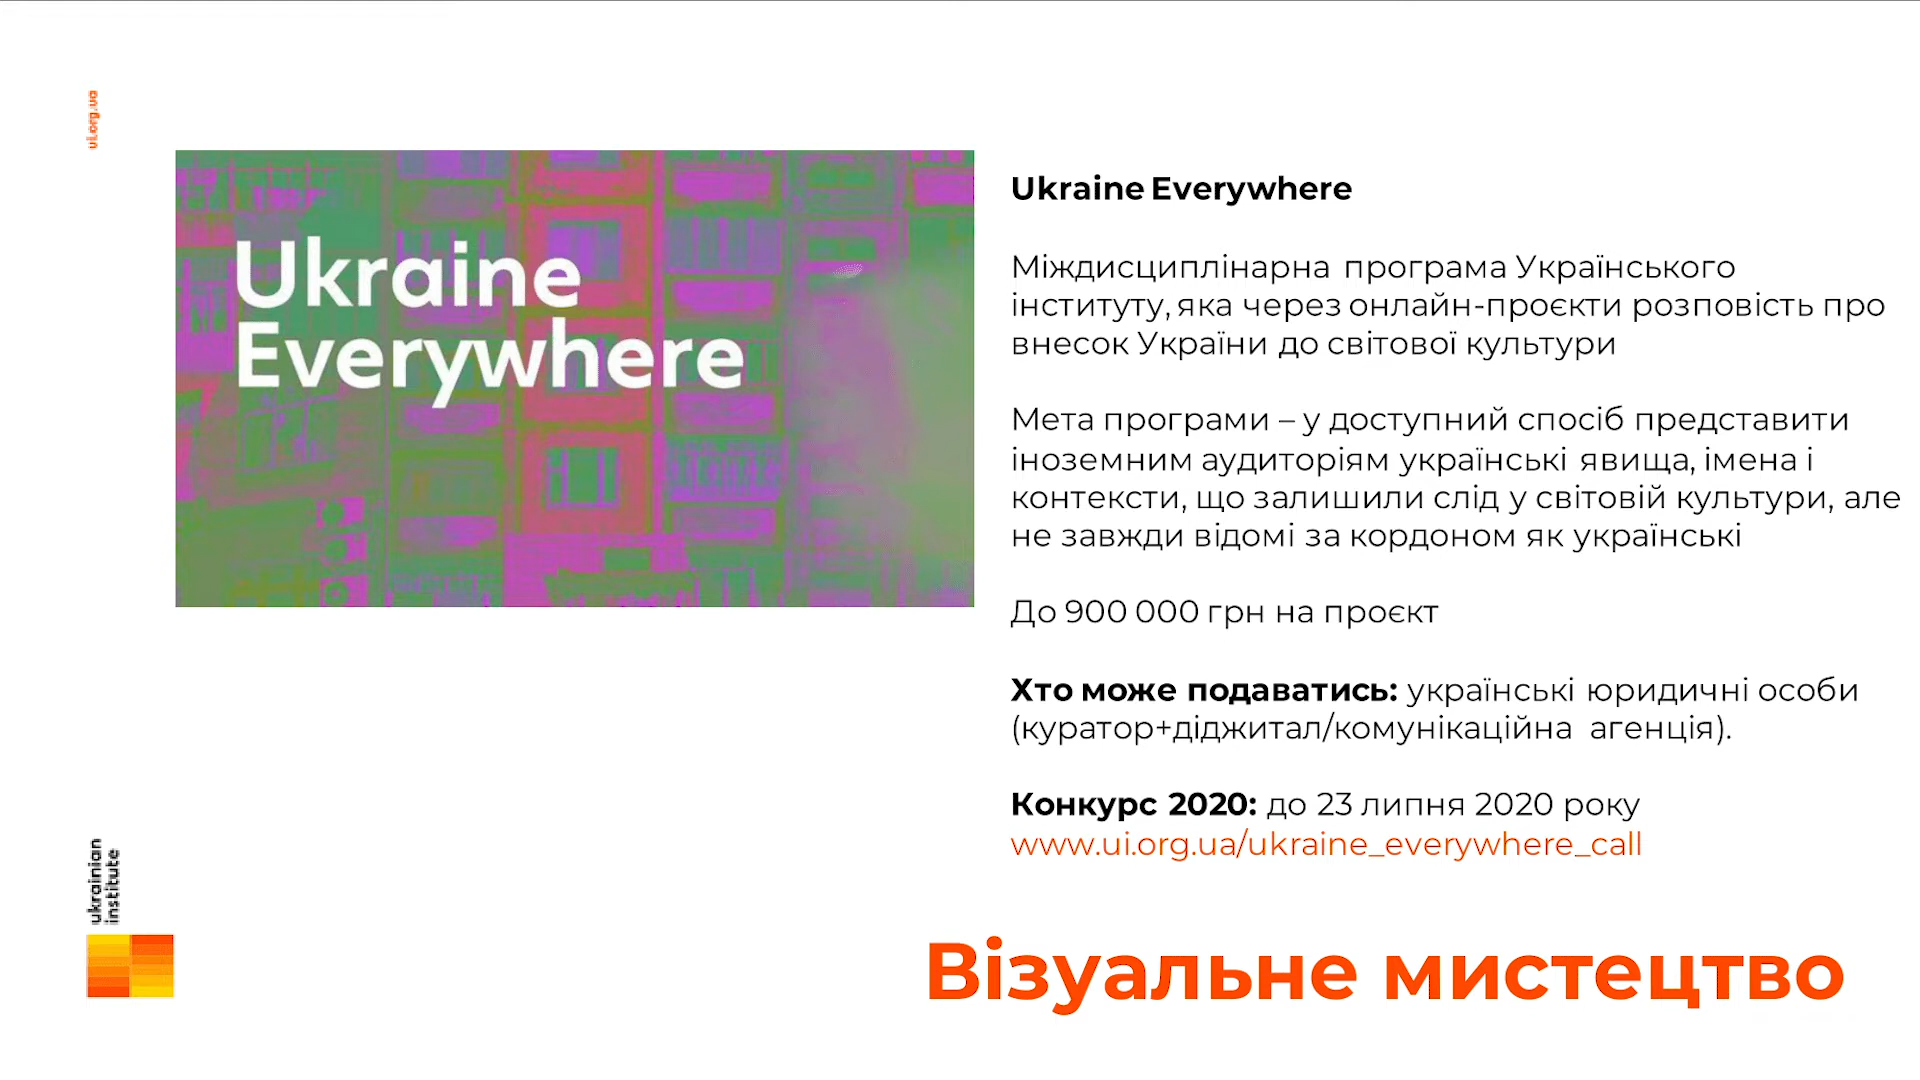 ui.org.ua
Ukraine
Everywhere
Ukraine Everywhere
Міждисциплінарна програма Українського
інституту, яка через онлайн-проєкти розповість про
внесок України до світової культури
Мета програми – у доступний спосіб представити
іноземним аудиторіям українські явища, імена і
контексти, що залишили слід у світовій культури, але
не завжди відомі за кордоном як українські
До 900 000 грн на проєкт
Хто може подаватись: українські юридичні особи
(куратор+діджитал/комунікаційна агенція).
Конкурс 2020: до 23 липня 2020 року
www.ui.org.ua/ukraine_everywhere_call
ukrainian
institute
Візуальне мистецтво